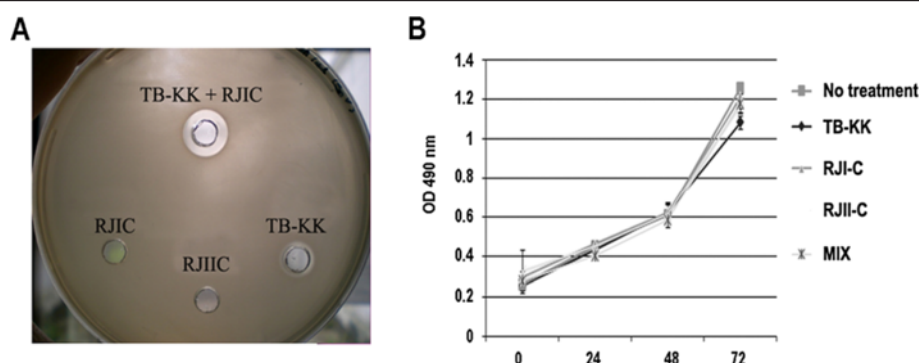 A
TB-KK + RJIC
RJIC
TB-KK
RJIIC
B
1.4
1.2
1
0.8
0.6
0.4
0.2
0
OD 490 nm
0 24 48 72
No treatment
TB-KK
RJI-C
RJII-C
MIX